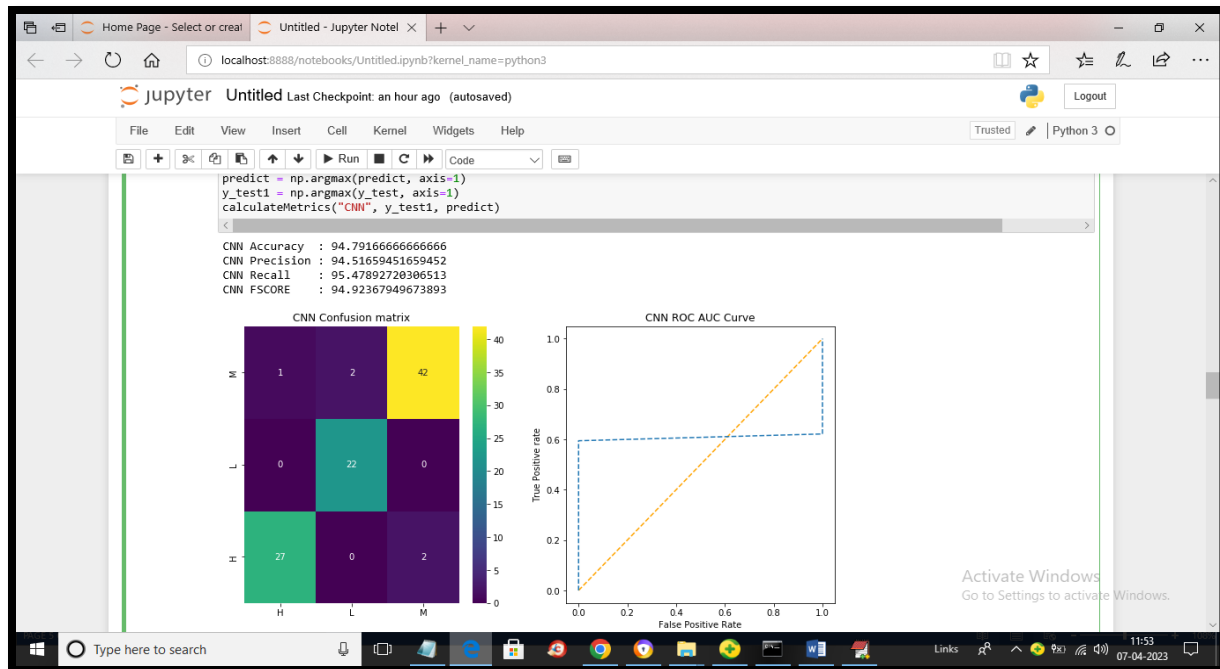 Home Page - Select or creat
Untitled - Jupyter Notel
localhost:8888/notebooks/Untitled.ipynb?kernel_name=python3
jupyter Untitled Last Checkpoint: an hour ago (autosaved)
Logout
File Edit View Insert Cell Kernel Widgets Help
Trusted Python 3
Run Code
predict = np.argmax(predict, axis=1)
y_test1 = np.argmax(y_test, axis=1)
calculateMetrics("CNN", y_test1, predict)
CNN Accuracy : 94.79166666666666
CNN Precision : 94.51659451659452
CNN Recall : 95.47892720306513
CNN FSCORE : 94.92367949673893
CNN Confusion matrix
M 1 2 42
L 0 22 0
H 27 0 2
H L M
40
35
30
25
20
15
10
5
0
CNN ROC AUC Curve
True Positive rate
1.0
0.8
0.6
0.4
0.2
0.0
0.0 0.2 0.4 0.6 0.8 1.0
False Positive Rate
Activate Windows
Go to Settings to activate Windows.
Type here to search
Links
11:53
07-04-2023